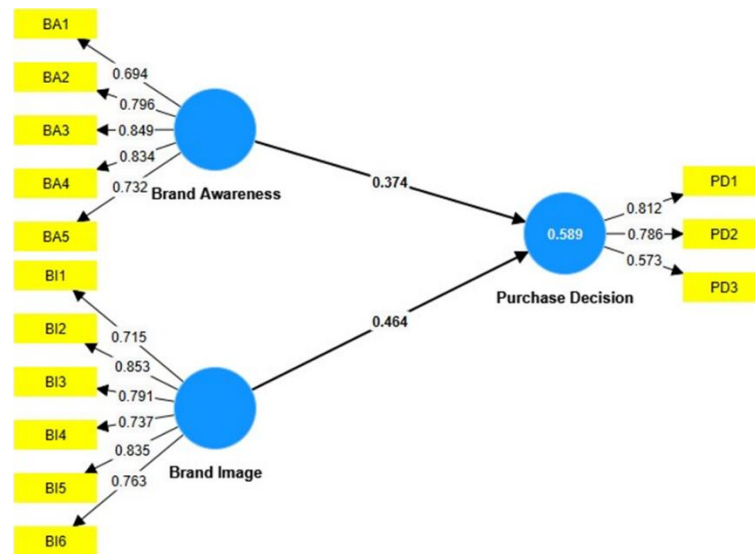 BA1
0.694
BA2
0.796
BA3
0.849
BA4
0.834
0.732
BA5
Brand Awareness
BI1
0.715
BI2
0.853
BI3
0.791
BI4
0.737
0.835
BI5
0.763
BI6
Brand Image
0.374
0.464
0.589
Purchase Decision
0.812
PD1
0.786
PD2
0.573
PD3